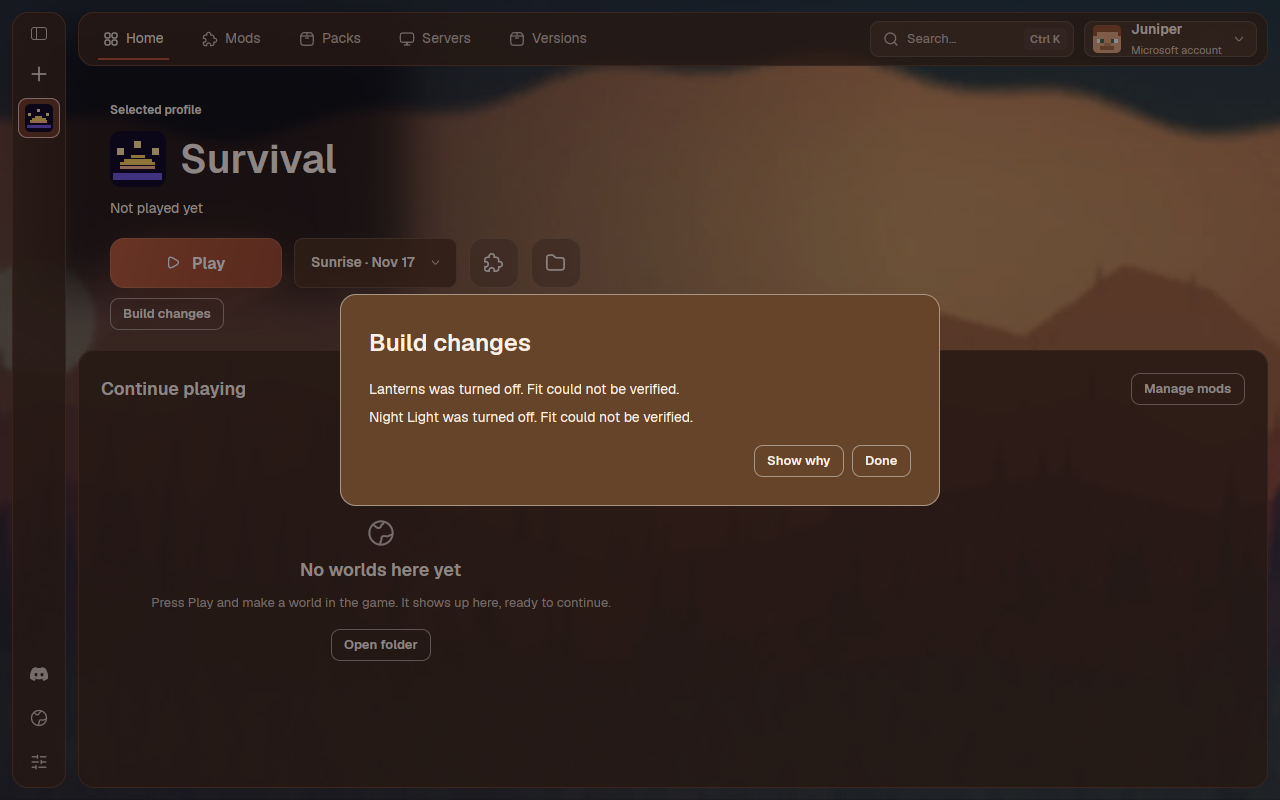 Home
Mods
Packs
Servers
Versions
Search...
Ctrl K
Juniper
Microsoft account
Selected profile
Survival
Not played yet
Play
Sunrise · Nov 17
Build changes
Build changes
Lanterns was turned off. Fit could not be verified.
Night Light was turned off. Fit could not be verified.
Show why
Done
Continue playing
Manage mods
No worlds here yet
Press Play and make a world in the game. It shows up here, ready to continue.
Open folder